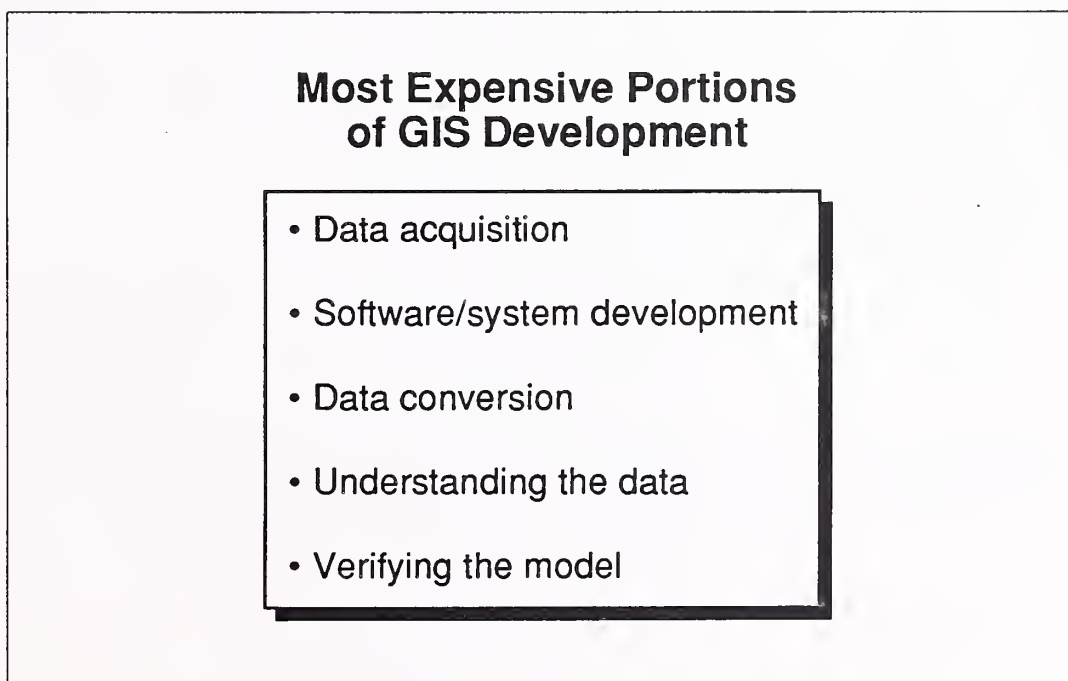 Most Expensive Portions
of GIS Development
• Data acquisition
• Software/system development
• Data conversion
• Understanding the data
• Verifying the model